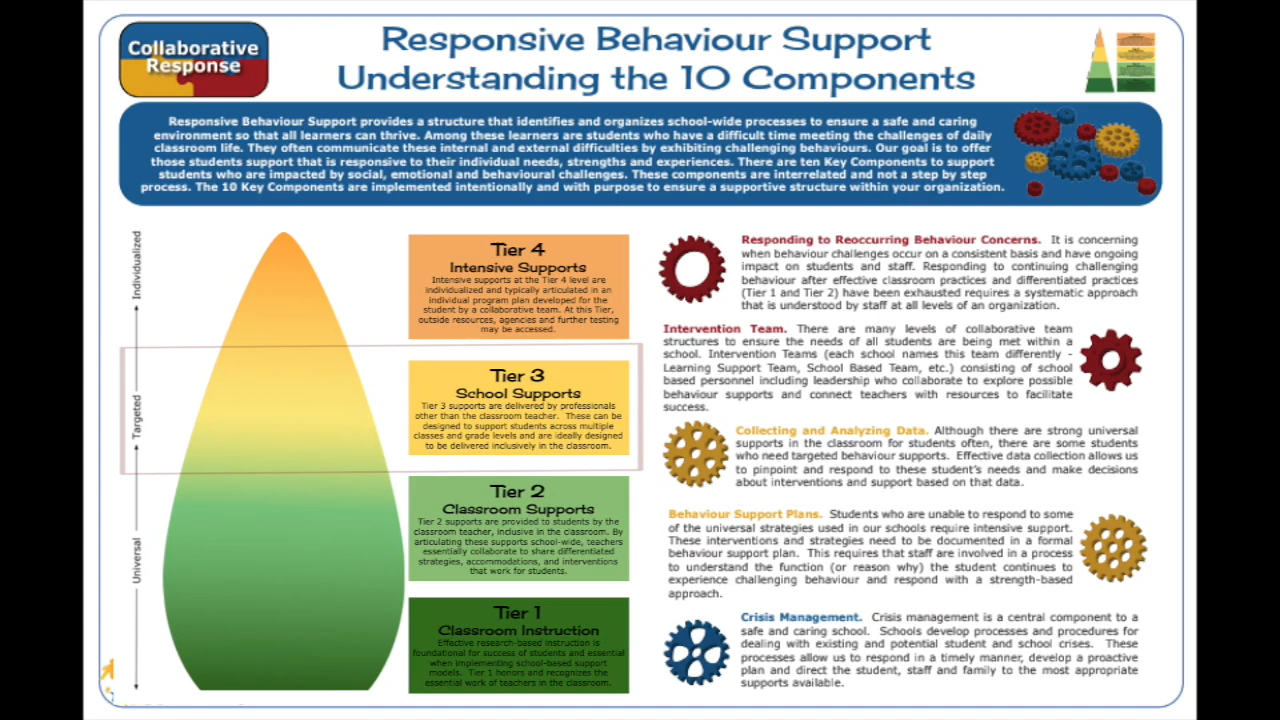 Collaborative
Response
Responsive Behaviour Support
Understanding the 10 Components
Responsive Behaviour Support provides a structure that identifies and organizes school-wide processes to ensure a safe and caring
environment so that all learners can thrive. Among these learners are students who have a difficult time meeting the challenges of daily
classroom life. They often communicate these internal and external difficulties by exhibiting challenging behaviours. Our goal is to offer
those students support that is responsive to their individual needs, strengths and experiences. There are ten Key Components to support
students who are impacted by social, emotional and behavioural challenges. These components are interrelated and not a step by step
process. The 10 Key Components are implemented intentionally and with purpose to ensure a supportive structure within your organization.
Individualized
Targeted
Universal
Tier 4
Intensive Supports
Intensive supports at the Tier 4 level are
individualized and typically articulated in an
individual program plan developed for the
student by a collaborative team. At this Tier,
outside resources, agencies and further testing
may be accessed.
Tier 3
School Supports
Tier 3 supports are delivered by professionals
other than the classroom teacher. These can be
designed to support students across multiple
classes and grade levels and are ideally designed
to be delivered inclusively in the classroom.
Tier 2
Classroom Supports
Tier 2 supports are provided to students by the
classroom teacher, inclusive in the classroom. By
articulating these supports school-wide, teachers
essentially collaborate to share differentiated
strategies, accommodations, and interventions
that work for students.
Tier 1
Classroom Instruction
Effective research-based instruction is
foundational for success of students and essential
when implementing school-based support
models. Tier 1 honors and recognizes the
essential work of teachers in the classroom.
Responding to Reoccurring Behaviour Concerns. It is concerning
when behaviour challenges occur on a consistent basis and have ongoing
impact on students and staff. Responding to continuing challenging
behaviour after effective classroom practices and differentiated practices
(Tier 1 and Tier 2) have been exhausted requires a systematic approach
that is understood by staff at all levels of an organization.
Intervention Team. There are many levels of collaborative team
structures to ensure the needs of all students are being met within a
school. Intervention Teams (each school names this team differently -
Learning Support Team, School Based Team, etc.) consisting of school
based personnel including leadership who collaborate to explore possible
behaviour supports and connect teachers with resources to facilitate
success.
Collecting and Analyzing Data. Although there are strong universal
supports in the classroom for students often, there are some students
who need targeted behaviour supports. Effective data collection allows us
to pinpoint and respond to these student's needs and make decisions
about interventions and support based on that data.
Behaviour Support Plans. Students who are unable to respond to some
of the universal strategies used in our schools require intensive support.
These interventions and strategies need to be documented in a formal
behaviour support plan. This requires that staff are involved in a process
to understand the function (or reason why) the student continues to
experience challenging behaviour and respond with a strength-based
approach.
Crisis Management. Crisis management is a central component to a
safe and caring school. Schools develop processes and procedures for
dealing with existing and potential student and school crises. These
processes allow us to respond in a timely manner, develop a proactive
plan and direct the student, staff and family to the most appropriate
supports available.